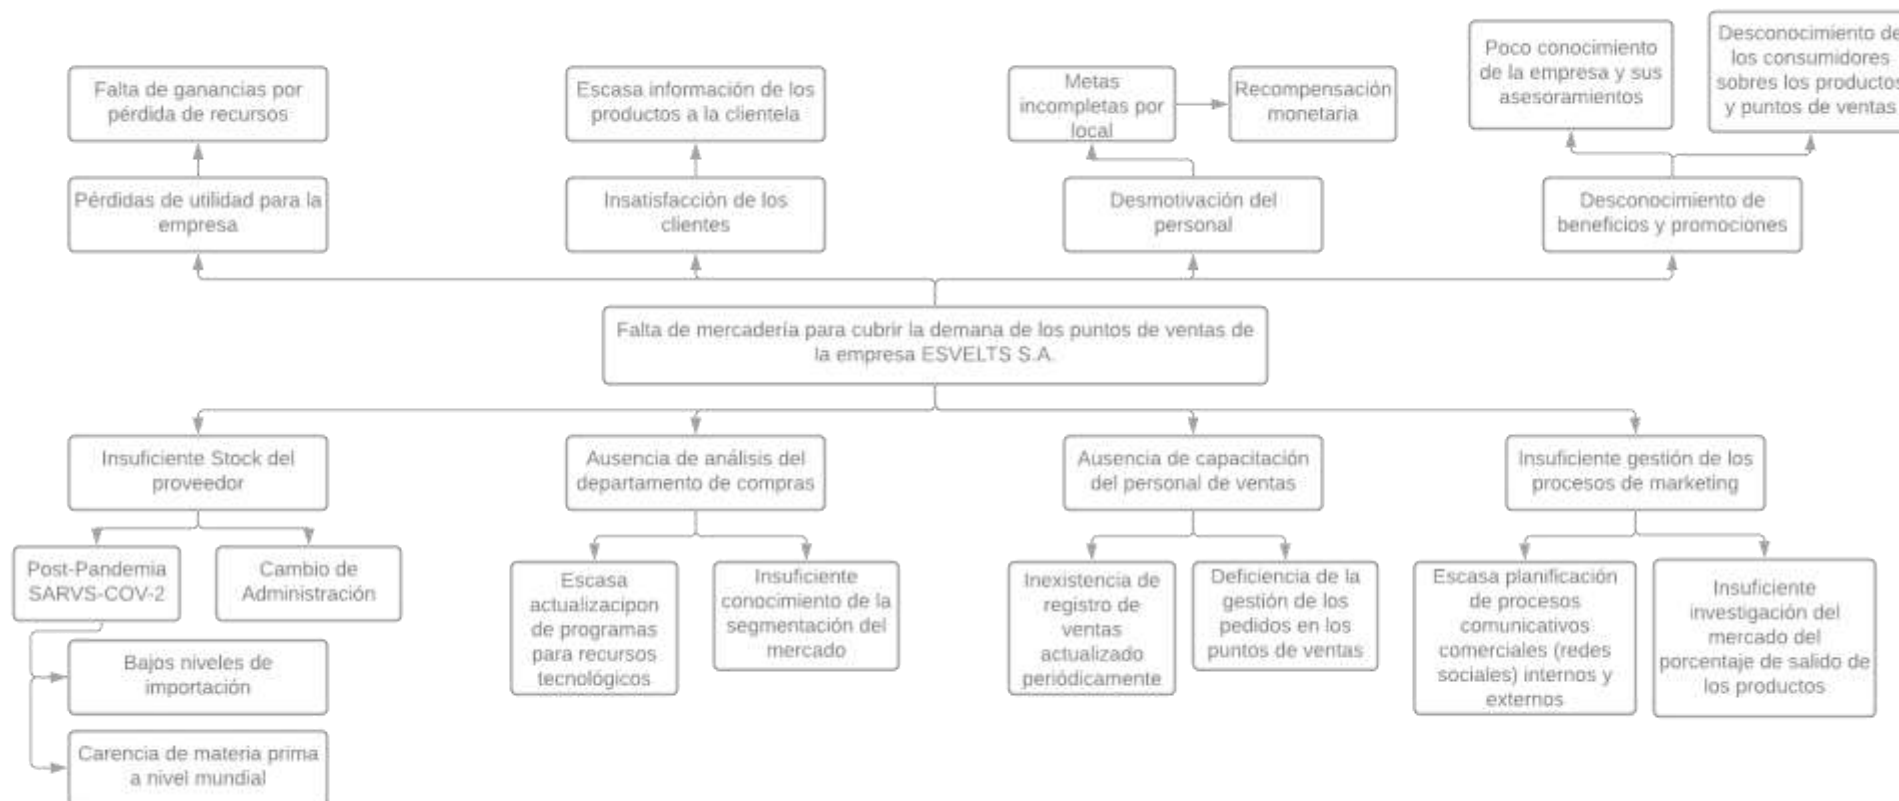 Falta de ganancias por
pérdida de recursos
Escasa información de los
productos a la clientela
Metas
incompletas por
local
Recompensación
monetaria
Poco conocimiento
de la empresa y sus
asesoramientos
Desconocimiento de
los consumidores
sobres los productos
y puntos de ventas
Pérdidas de utilidad para la
empresa
Insatisfacción de los
clientes
Desmotivación del
personal
Desconocimiento de
beneficios y promociones
Falta de mercadería para cubrir la demana de los puntos de ventas de
la empresa ESVELTS S.A.
Insuficiente Stock del
proveedor
Ausencia de análisis del
departamento de compras
Ausencia de capacitación
del personal de ventas
Insuficiente gestión de los
procesos de marketing
Post-Pandemia
SARVS-COV-2
Cambio de
Administración
Escasa
actualizacipon
de programas
para recursos
tecnológicos
Insuficiente
conocimiento de la
segmentación del
mercado
Inexistencia de
registro de
ventas
actualizado
periódicamente
Deficiencia de la
gestión de los
pedidos en los
puntos de ventas
Escasa planificación
de procesos
comunicativos
comerciales (redes
sociales) internos y
externos
Insuficiente
investigación del
mercado del
porcentaje de salido de
los productos
Bajos niveles de
importación
Carencia de materia prima
a nivel mundial